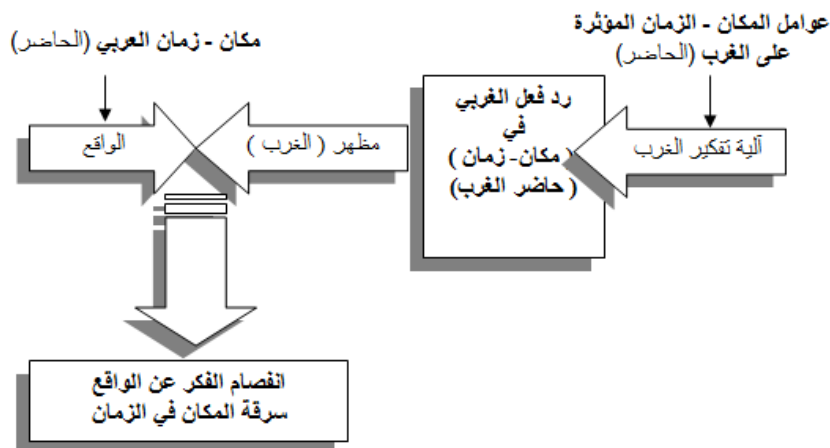 عوامل المكان - الزمان المؤثرة
على الغرب (الحاضر)
مكان - زمان العربي (الحاضر)
آلية تفكير الغرب
رد فعل الغربي
في
( مكان- زمان )
( حاضر الغرب)
مظهر ( الغرب )
الواقع
انفصام الفكر عن الواقع
سرقة المكان في الزمان